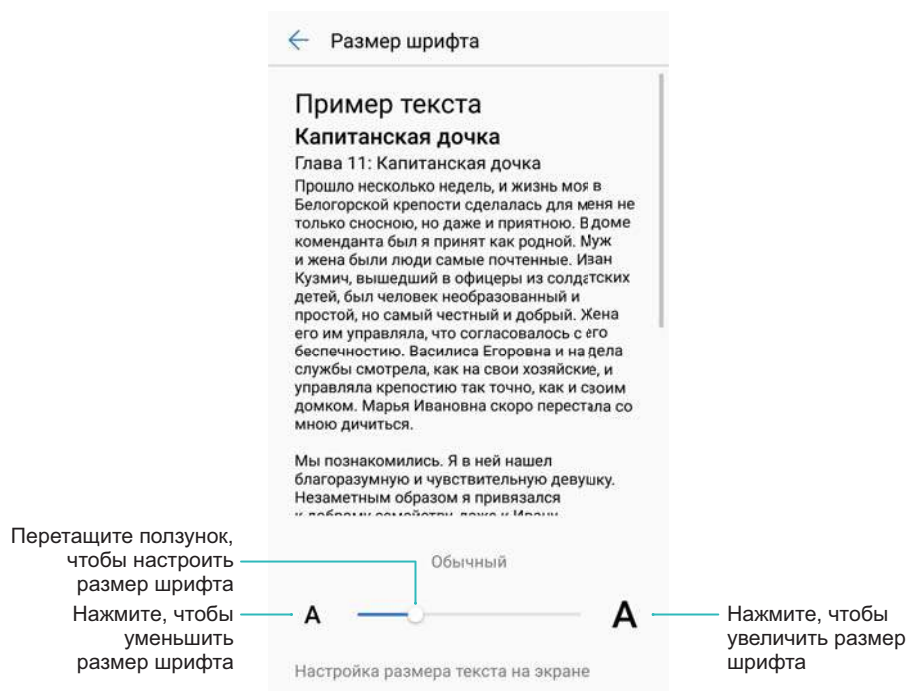 Размер шрифта
Пример текста
Капитанская дочка
Глава 11: Капитанская дочка
Прошло несколько недель, и жизнь моя в
Белогорской крепости сделалась для меня не
только сносною, но даже и приятною. В доме
коменданта был я принят как родной. Муж
и жена были люди самые почтенные. Иван
Кузмич, вышедший в офицеры из солдатских
детей, был человек необразованный и
простой, но самый честный и добрый. Жена
его им управляла, что согласовалось с его
беспечностию. Василиса Егоровна и на дела
службы смотрела, как на свои хозяйские, и
управляла крепостию так точно, как и своим
домком. Марья Ивановна скоро перестала со
мною дичиться.
Мы познакомились. Я в ней нашел
благоразумную и чувствительную девушку.
Незаметным образом я привязался
к доброму семейству, даже к Ивану
Перетащите ползунок,
чтобы настроить
размер шрифта
Обычный
Нажмите, чтобы
уменьшить
размер шрифта
A
A
Нажмите, чтобы
увеличить размер
шрифта
Настройка размера текста на экране